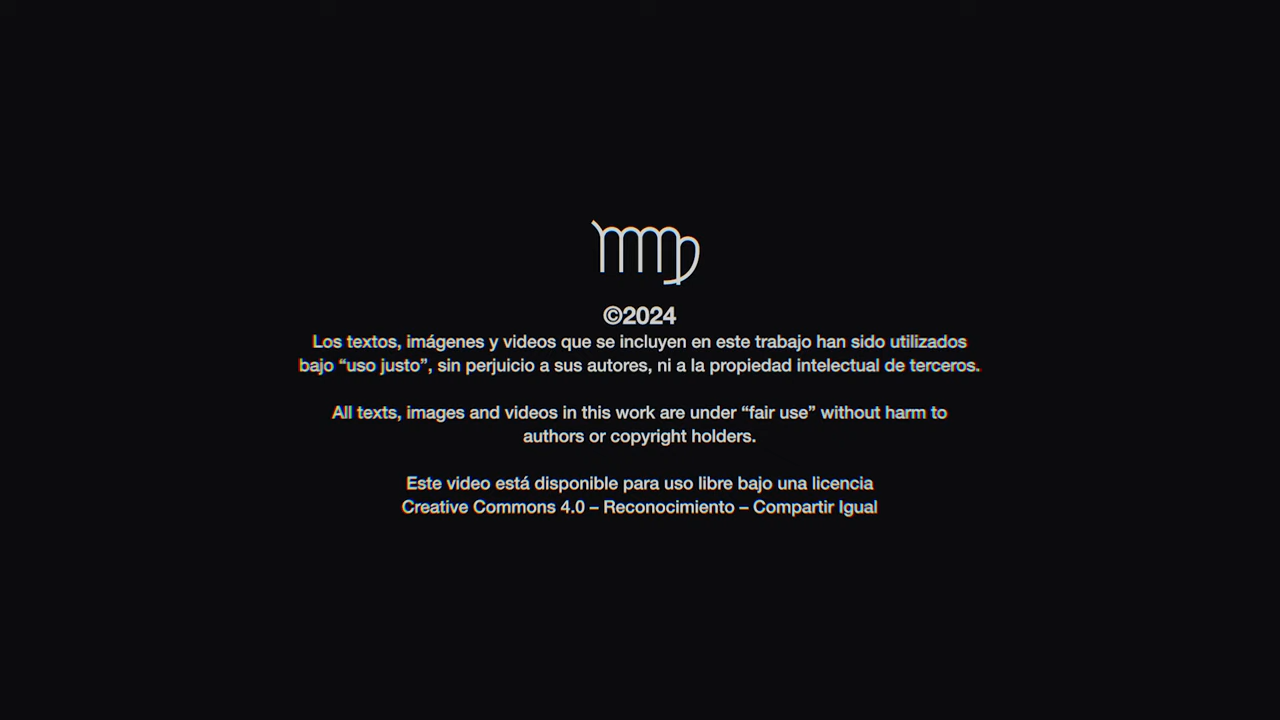 ©2024
Los textos, imágenes y videos que se incluyen en este trabajo han sido utilizados
bajo “uso justo”, sin perjuicio a sus autores, ni a la propiedad intelectual de terceros.
All texts, images and videos in this work are under “fair use” without harm to
authors or copyright holders.
Este video está disponible para uso libre bajo una licencia
Creative Commons 4.0 – Reconocimiento – Compartir Igual